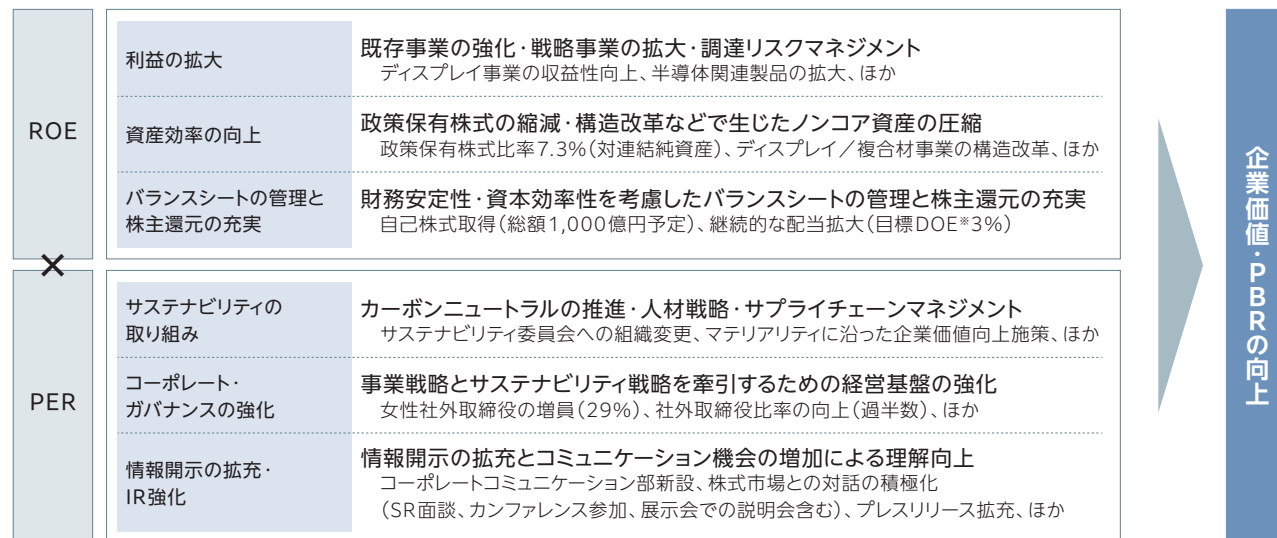 ROE
利益の拡大
既存事業の強化・戦略事業の拡大・調達リスクマネジメント
ディスプレイ事業の収益性向上、半導体関連製品の拡大、ほか
資産効率の向上
政策保有株式の縮減・構造改革などで生じたノンコア資産の圧縮
政策保有株式比率7.3%(対連結純資産)、ディスプレイ／複合材事業の構造改革、ほか
バランスシートの管理と
株主還元の充実
財務安定性・資本効率性を考慮したバランスシートの管理と株主還元の充実
自己株式取得(総額1,000億円予定)、継続的な配当拡大(目標DOE※3%)
×
PER
サステナビリティの
取り組み
カーボンニュートラルの推進・人材戦略・サプライチェーンマネジメント
サステナビリティ委員会への組織変更、マテリアリティに沿った企業価値向上施策、ほか
コーポレート・
ガバナンスの強化
事業戦略とサステナビリティ戦略を牽引するための経営基盤の強化
女性社外取締役の増員(29%)、社外取締役比率の向上(過半数)、ほか
情報開示の拡充・
IR強化
情報開示の拡充とコミュニケーション機会の増加による理解向上
コーポレートコミュニケーション部新設、株式市場との対話の積極化
(SR面談、カンファレンス参加、展示会での説明会含む)、プレスリリース拡充、ほか
企業価値・PBRの向上